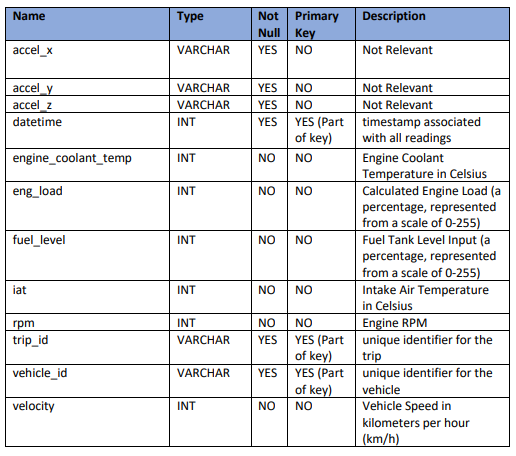 Name Type Not Null Primary Key Description
accel_x VARCHAR YES NO Not Relevant
accel_y VARCHAR YES NO Not Relevant
accel_z VARCHAR YES NO Not Relevant
datetime INT YES YES (Part of key) timestamp associated with all readings
engine_coolant_temp INT NO NO Engine Coolant Temperature in Celsius
eng_load INT NO NO Calculated Engine Load (a percentage, represented from a scale of 0-255)
fuel_level INT NO NO Fuel Tank Level Input (a percentage, represented from a scale of 0-255)
iat INT NO NO Intake Air Temperature in Celsius
rpm INT NO NO Engine RPM
trip_id VARCHAR YES YES (Part of key) unique identifier for the trip
vehicle_id VARCHAR YES YES (Part of key) unique identifier for the vehicle
velocity INT NO NO Vehicle Speed in kilometers per hour (km/h)